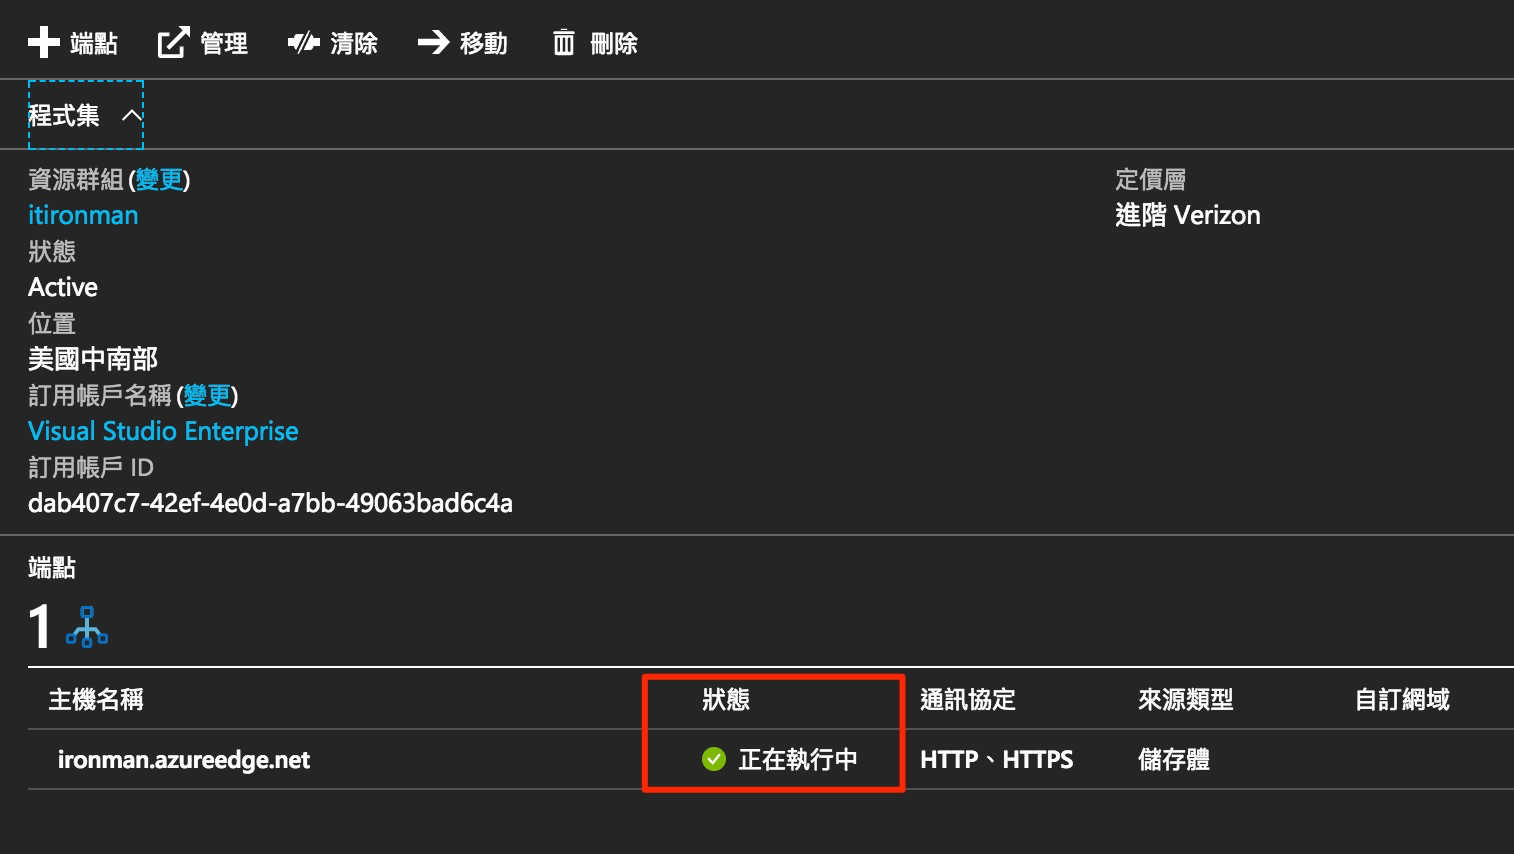 端點 管理 清除 移動 刪除
程式集
資源群組 (變更)
itironman
狀態
Active
位置
美國中南部
訂用帳戶名稱 (變更)
Visual Studio Enterprise
訂用帳戶 ID
dab407c7-42ef-4e0d-a7bb-49063bad6c4a
定價層
進階 Verizon
端點
1
主機名稱 狀態 通訊協定 來源類型 自訂網域
ironman.azureedge.net 正在執行中 HTTP、HTTPS 儲存體